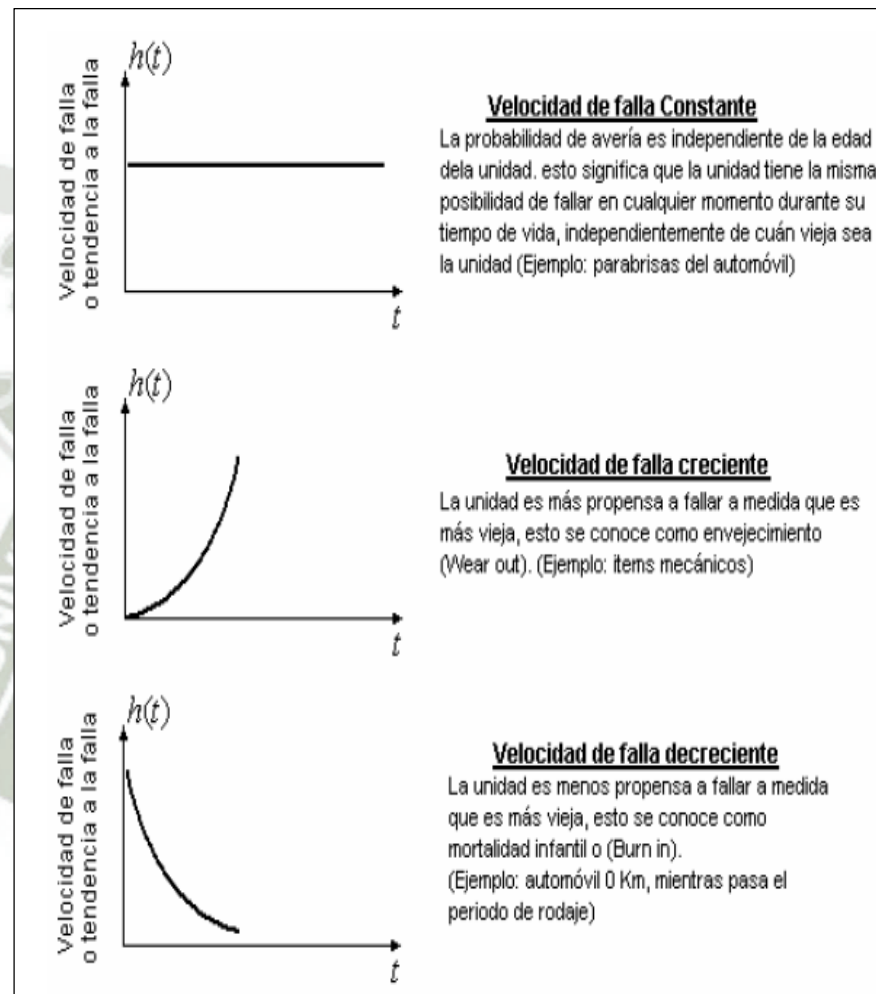 h(t)
Velocidad de falla
o tendencia a la falla
t
Velocidad de falla Constante
La probabilidad de avería es independiente de la edad
dela unidad. esto significa que la unidad tiene la misma
posibilidad de fallar en cualquier momento durante su
tiempo de vida, independientemente de cuán vieja sea
la unidad (Ejemplo: parabrisas del automóvil)
h(t)
Velocidad de falla
o tendencia a la falla
t
Velocidad de falla creciente
La unidad es más propensa a fallar a medida que es
más vieja, esto se conoce como envejecimiento
(Wear out). (Ejemplo: items mecánicos)
h(t)
Velocidad de falla
o tendencia a la falla
t
Velocidad de falla decreciente
La unidad es menos propensa a fallar a medida
que es más vieja, esto se conoce como
mortalidad infantil o (Burn in).
(Ejemplo: automóvil 0 Km, mientras pasa el
periodo de rodaje)